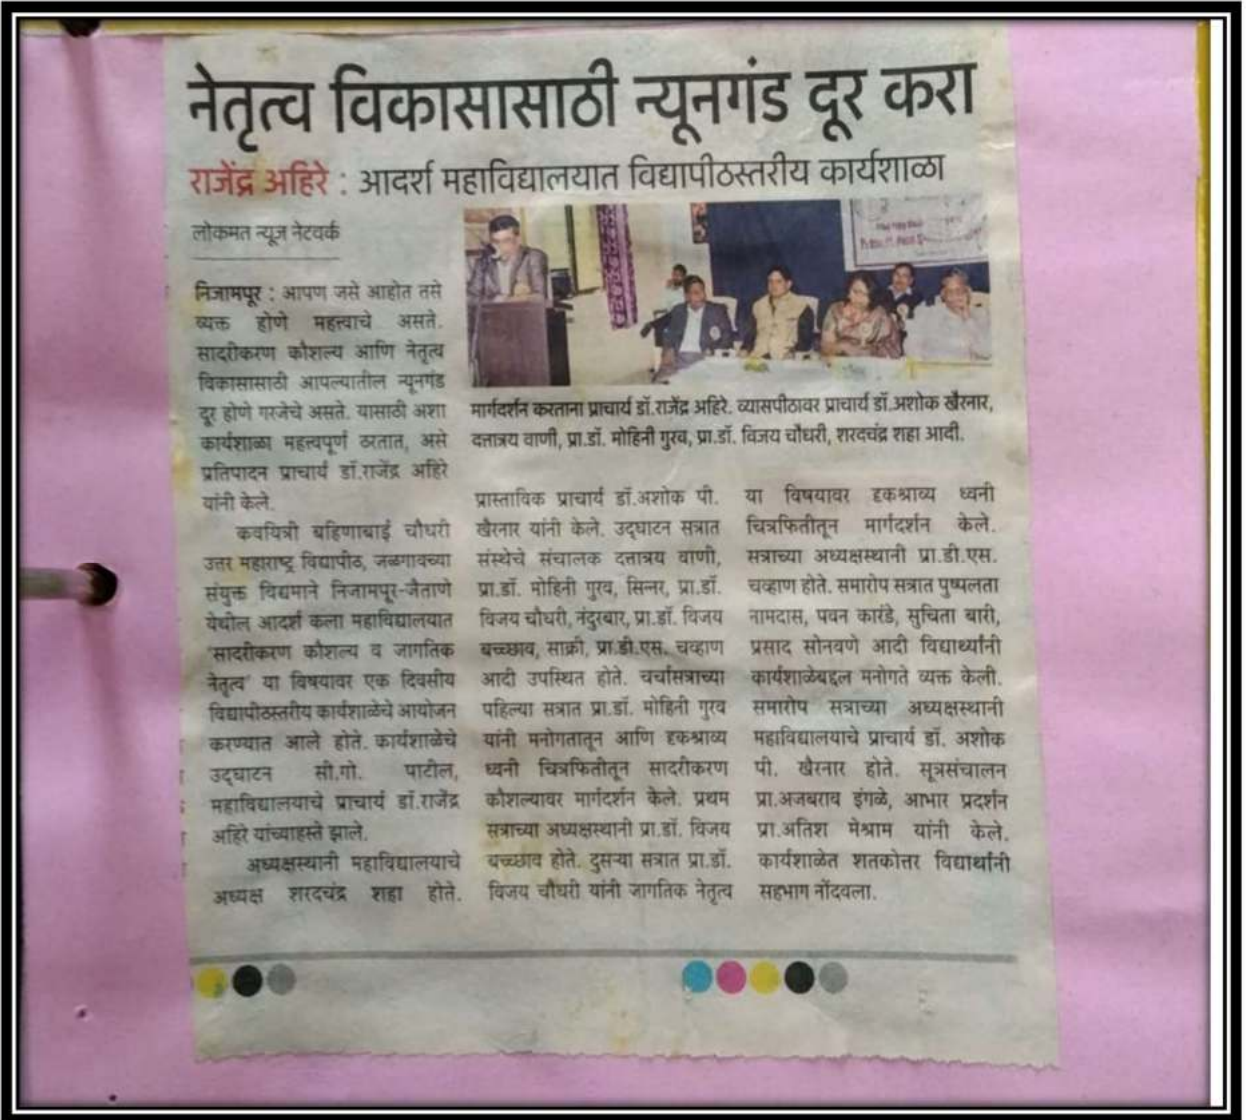 नेतृत्व विकासासाठी न्यूनगंड दूर करा
राजेंद्र अहिरे : आदर्श महाविद्यालयात विद्यापीठस्तरीय कार्यशाळा
लोकमत न्यूज नेटवर्क
निजामपूर : आपण जसे आहोत तसे
व्यक्त होणे महत्त्वाचे असते.
सादरीकरण कौशल्य आणि नेतृत्व
विकासासाठी आपल्यातील न्यूनगंड
दूर होणे गरजेचे असते. यासाठी अशा
कार्यशाळा महत्त्वपूर्ण ठरतात, असे
प्रतिपादन प्राचार्य डॉ.राजेंद्र अहिरे
यांनी केले.
कवयित्री बहिणाबाई चौधरी
उत्तर महाराष्ट्र विद्यापीठ, जळगावच्या
संयुक्त विद्यमाने निजामपूर-जैताणे
येथील आदर्श कला महाविद्यालयात
'सादरीकरण कौशल्य व जागतिक
नेतृत्व' या विषयावर एक दिवसीय
विद्यापीठस्तरीय कार्यशाळेचे आयोजन
करण्यात आले होते. कार्यशाळेचे
उद्घाटन सी.गो. पाटील,
महाविद्यालयाचे प्राचार्य डॉ.राजेंद्र
अहिरे यांच्याहस्ते झाले.
अध्यक्षस्थानी महाविद्यालयाचे
अध्यक्ष शरदचंद्र शहा होते.
मार्गदर्शन करताना प्राचार्य डॉ.राजेंद्र अहिरे. व्यासपीठावर प्राचार्य डॉ.अशोक खैरनार,
दत्तात्रय वाणी, प्रा.डॉ. मोहिनी गुरव, प्रा.डॉ. विजय चौधरी, शरदचंद्र शहा आदी.
प्रास्ताविक प्राचार्य डॉ.अशोक पी.
खैरनार यांनी केले. उद्घाटन सत्रात
संस्थेचे संचालक दत्तात्रय वाणी,
प्रा.डॉ. मोहिनी गुरव, सिन्नर, प्रा.डॉ.
विजय चौधरी, नंदुरबार, प्रा.डॉ. विजय
बच्छाव, साक्री, प्रा.डी.एस. चव्हाण
आदी उपस्थित होते. चर्चासत्राच्या
पहिल्या सत्रात प्रा.डॉ. मोहिनी गुरव
यांनी मनोगतातून आणि दृकश्राव्य
ध्वनी चित्रफितीतून सादरीकरण
कौशल्यावर मार्गदर्शन केले. प्रथम
सत्राच्या अध्यक्षस्थानी प्रा.डॉ. विजय
बच्छाव होते. दुसऱ्या सत्रात प्रा.डॉ.
विजय चौधरी यांनी जागतिक नेतृत्व
या विषयावर दृकश्राव्य ध्वनी
चित्रफितीतून मार्गदर्शन केले.
सत्राच्या अध्यक्षस्थानी प्रा.डी.एस.
चव्हाण होते. समारोप सत्रात पुष्पलता
नामदास, पवन कारंडे, सुचिता बारी,
प्रसाद सोनवणे आदी विद्यार्थ्यांनी
कार्यशाळेबद्दल मनोगते व्यक्त केली.
समारोप सत्राच्या अध्यक्षस्थानी
महाविद्यालयाचे प्राचार्य डॉ. अशोक
पी. खैरनार होते. सूत्रसंचालन
प्रा.अजबराव इंगळे, आभार प्रदर्शन
प्रा.अतिश मेश्राम यांनी केले.
कार्यशाळेत शतकोत्तर विद्यार्थांनी
सहभाग नोंदवला.